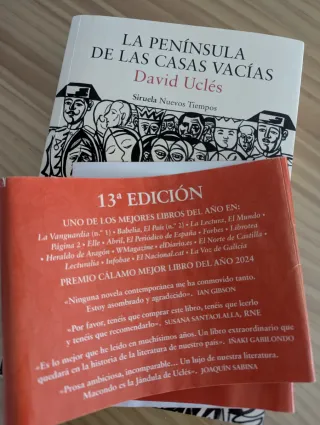 LA PENÍNSULA
DE LAS CASAS VACÍAS
David Uclés
Siruela Nuevos Tiempos
13ª EDICIÓN
UNO DE LOS MEJORES LIBROS DEL AÑO EN:
La Vanguardia (n.º 1) • Babelia, El País (n.º 2) • La Lectura, El Mundo •
Página 2 • Elle • Abril, El Periódico de España • Forbes • Librotea
• Heraldo de Aragón • WMagazine • elDiario.es • El Norte de Castilla •
Lecturalia • Infobae • El Nacional.cat • La Voz de Galicia
PREMIO CÁLAMO MEJOR LIBRO DEL AÑO 2024
«Ninguna novela contemporánea me ha conmovido tanto.
Estoy asombrado y agradecido». IAN GIBSON
«Por favor, tenéis que comprar este libro, tenéis que leerlo
y tenéis que recomendarlo». SUSANA SANTAOLALLA, RNE
«Es lo mejor que he leído en muchísimos años. Un libro extraordinario que
quedará en la historia de la literatura de nuestro país». IÑAKI GABILONDO
«Prosa ambiciosa, incomparable... Un lujo de nuestra literatura.
Macondo es la Jándula de Uclés». JOAQUÍN SABINA